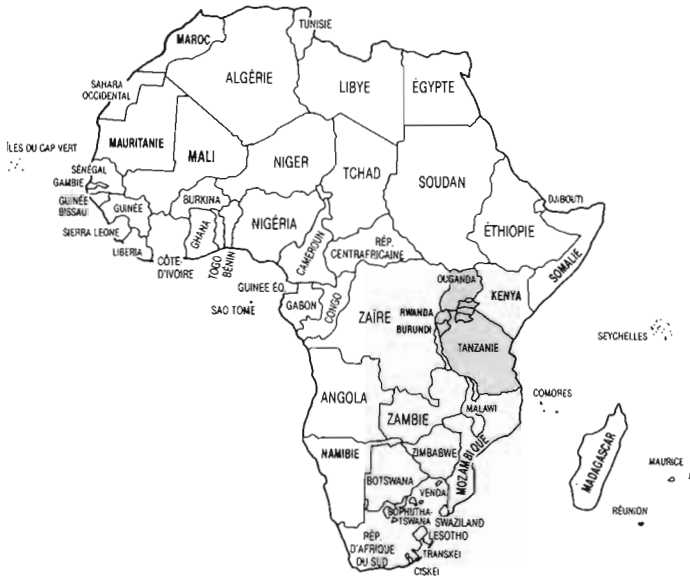 TUNISIE
MAROC
ALGÉRIE
LIBYE
ÉGYPTE
SAHARA
OCCIDENTAL
MAURITANIE
ÎLES DU CAP VERT
MALI
NIGER
TCHAD
SOUDAN
SÉNÉGAL
GAMBIE
GUINÉE
BISSAU
GUINÉE
BURKINA
DJIBOUTI
SIERRA LEONE
GHANA
NIGÉRIA
ÉTHIOPIE
LIBERIA
CÔTE-
D'IVOIRE
TOGO
BÉNIN
CAMEROUN
RÉP.
CENTRAFRICAINE
SOMALIE
GUINEE ÉQ.
OUGANDA
KENYA
SAO TOMÉ
GABON
CONGO
ZAÏRE
RWANDA
BURUNDI
SEYCHELLES
TANZANIE
ANGOLA
COMORES
MALAWI
ZAMBIE
MOZAMBIQUE
NAMIBIE
ZIMBABWE
MADAGASCAR
MAURICE
BOTSWANA
VENDA
BOPHUTHA-
TSWANA
RÉUNION
SWAZILAND
LESOTHO
RÉP.
D'AFRIQUE
DU SUD
TRANSKEI
CISKEI